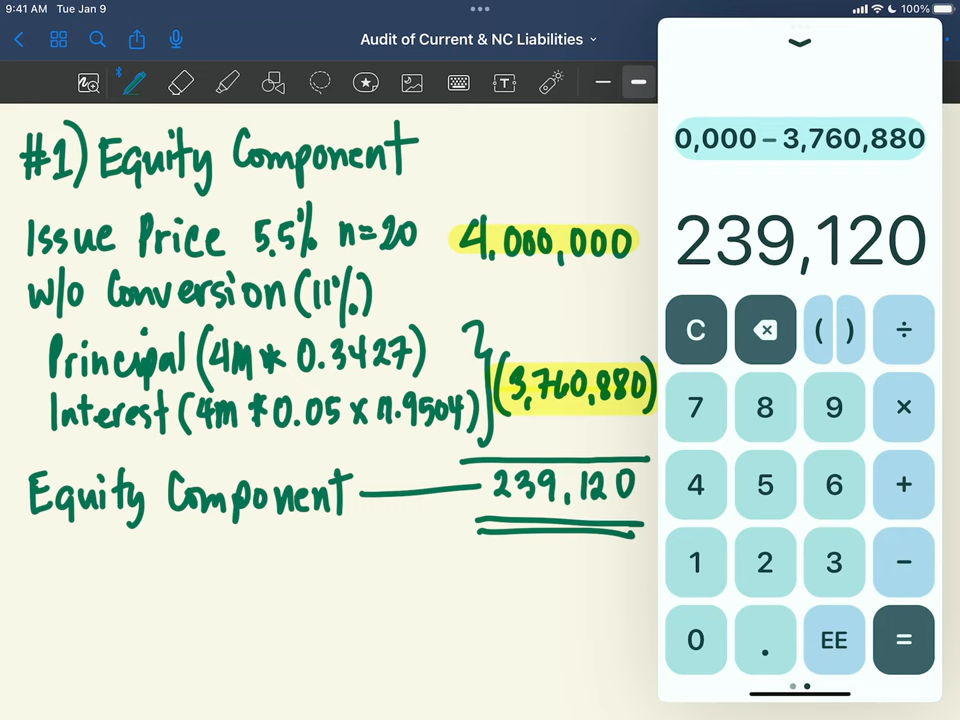 9:41 AM Tue Jan 9
100%
Audit of Current & NC Liabilities
#1) Equity Component
Issue Price 5.5% n=20 4,000,000
w/o Conversion (11%)
Principal (4M * 0.3427)
(3,760,880)
Interest (4M * 0.05 x 11.9504)
Equity Component 239,120
0,000 − 3,760,880
239,120
C ( ) ÷
7 8 9 ×
4 5 6 +
1 2 3 −
0 . EE =